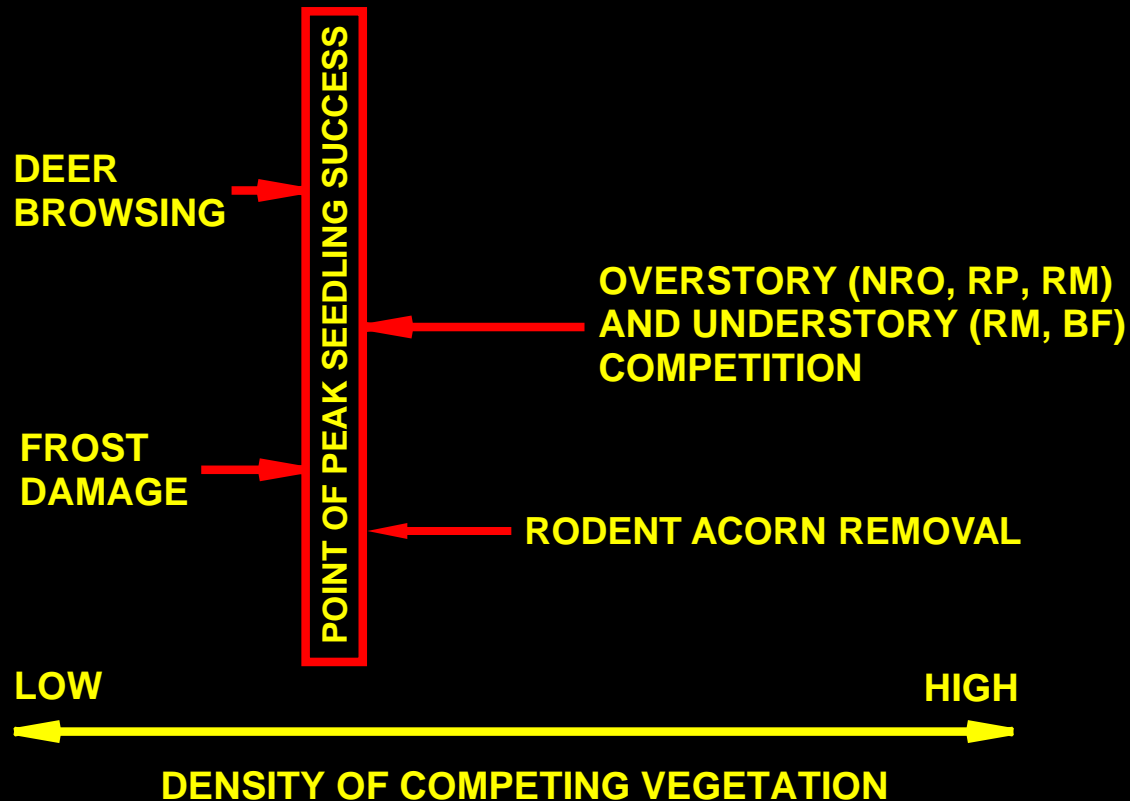 POINT OF PEAK SEEDLING SUCCESS
DEER
BROWSING
OVERSTORY (NRO, RP, RM)
AND UNDERSTORY (RM, BF)
COMPETITION
FROST
DAMAGE
RODENT ACORN REMOVAL
LOW
HIGH
DENSITY OF COMPETING VEGETATION